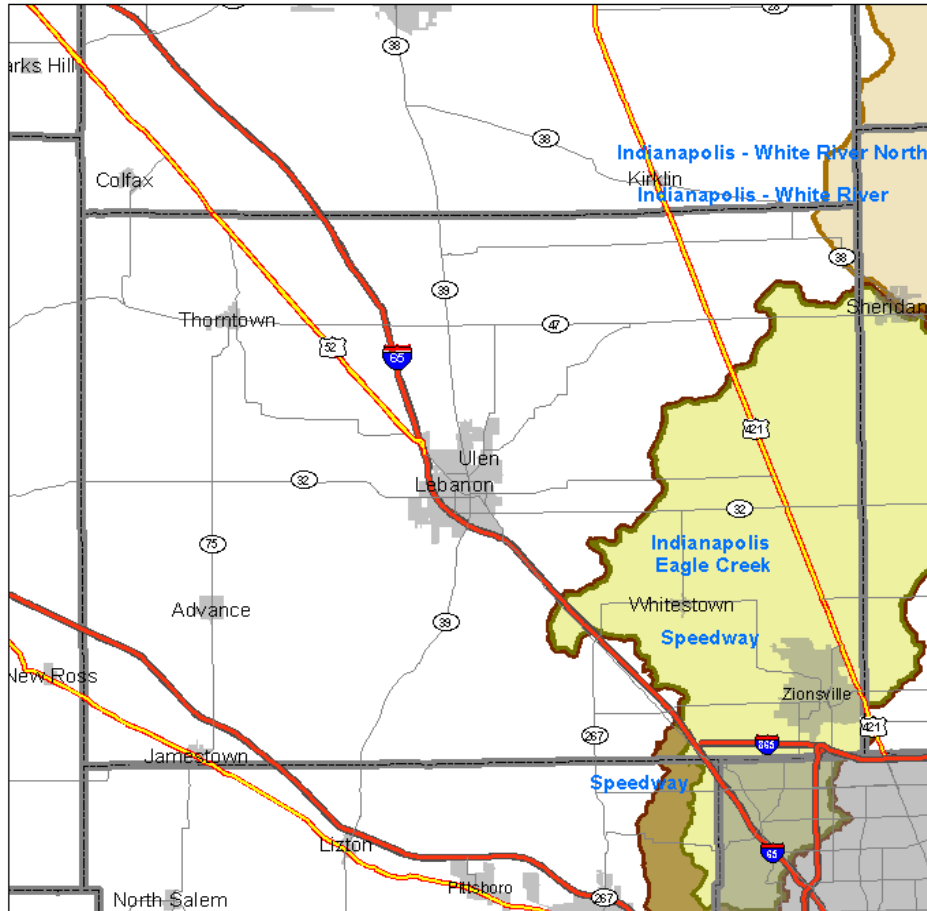 28
38
arks Hill
38
Indianapolis - White River North
Colfax
Kirklin
Indianapolis - White River
38
39
Sheridan
Thorntown
47
52
65
421
Ulen
32
Lebanon
32
Indianapolis
Eagle Creek
75
Advance
Whitestown
39
Speedway
New Ross
Zionsville
421
267
865
Jamestown
Speedway
Lizton
65
Pittsboro
267
North Salem